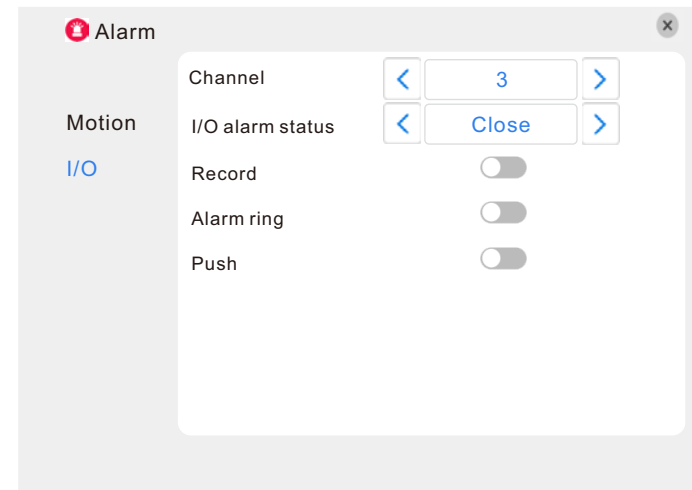 Alarm
Channel
3
Motion
I/O alarm status
Close
I/O
Record
Alarm ring
Push